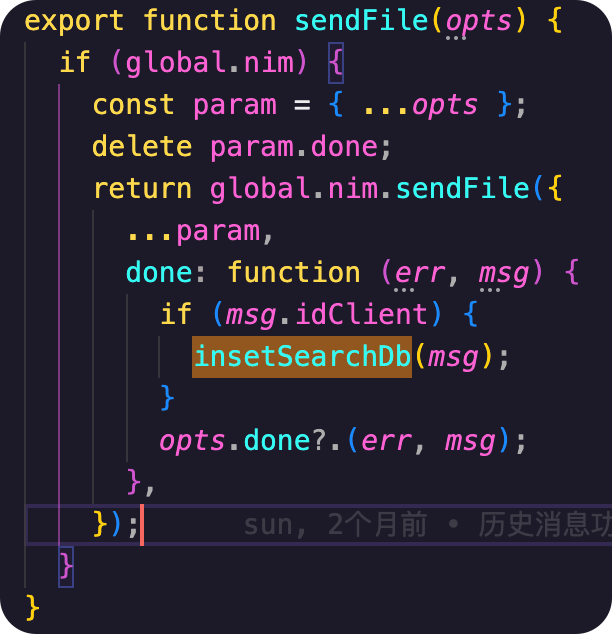 export function sendFile(opts) {
if (global.nim) {
const param = { ...opts };
delete param.done;
return global.nim.sendFile({
...param,
done: function (err, msg) {
if (msg.idClient) {
insetSearchDb(msg);
}
opts.done?.(err, msg);
},
}); sun, 2个月前 • 历史消息功
}
}